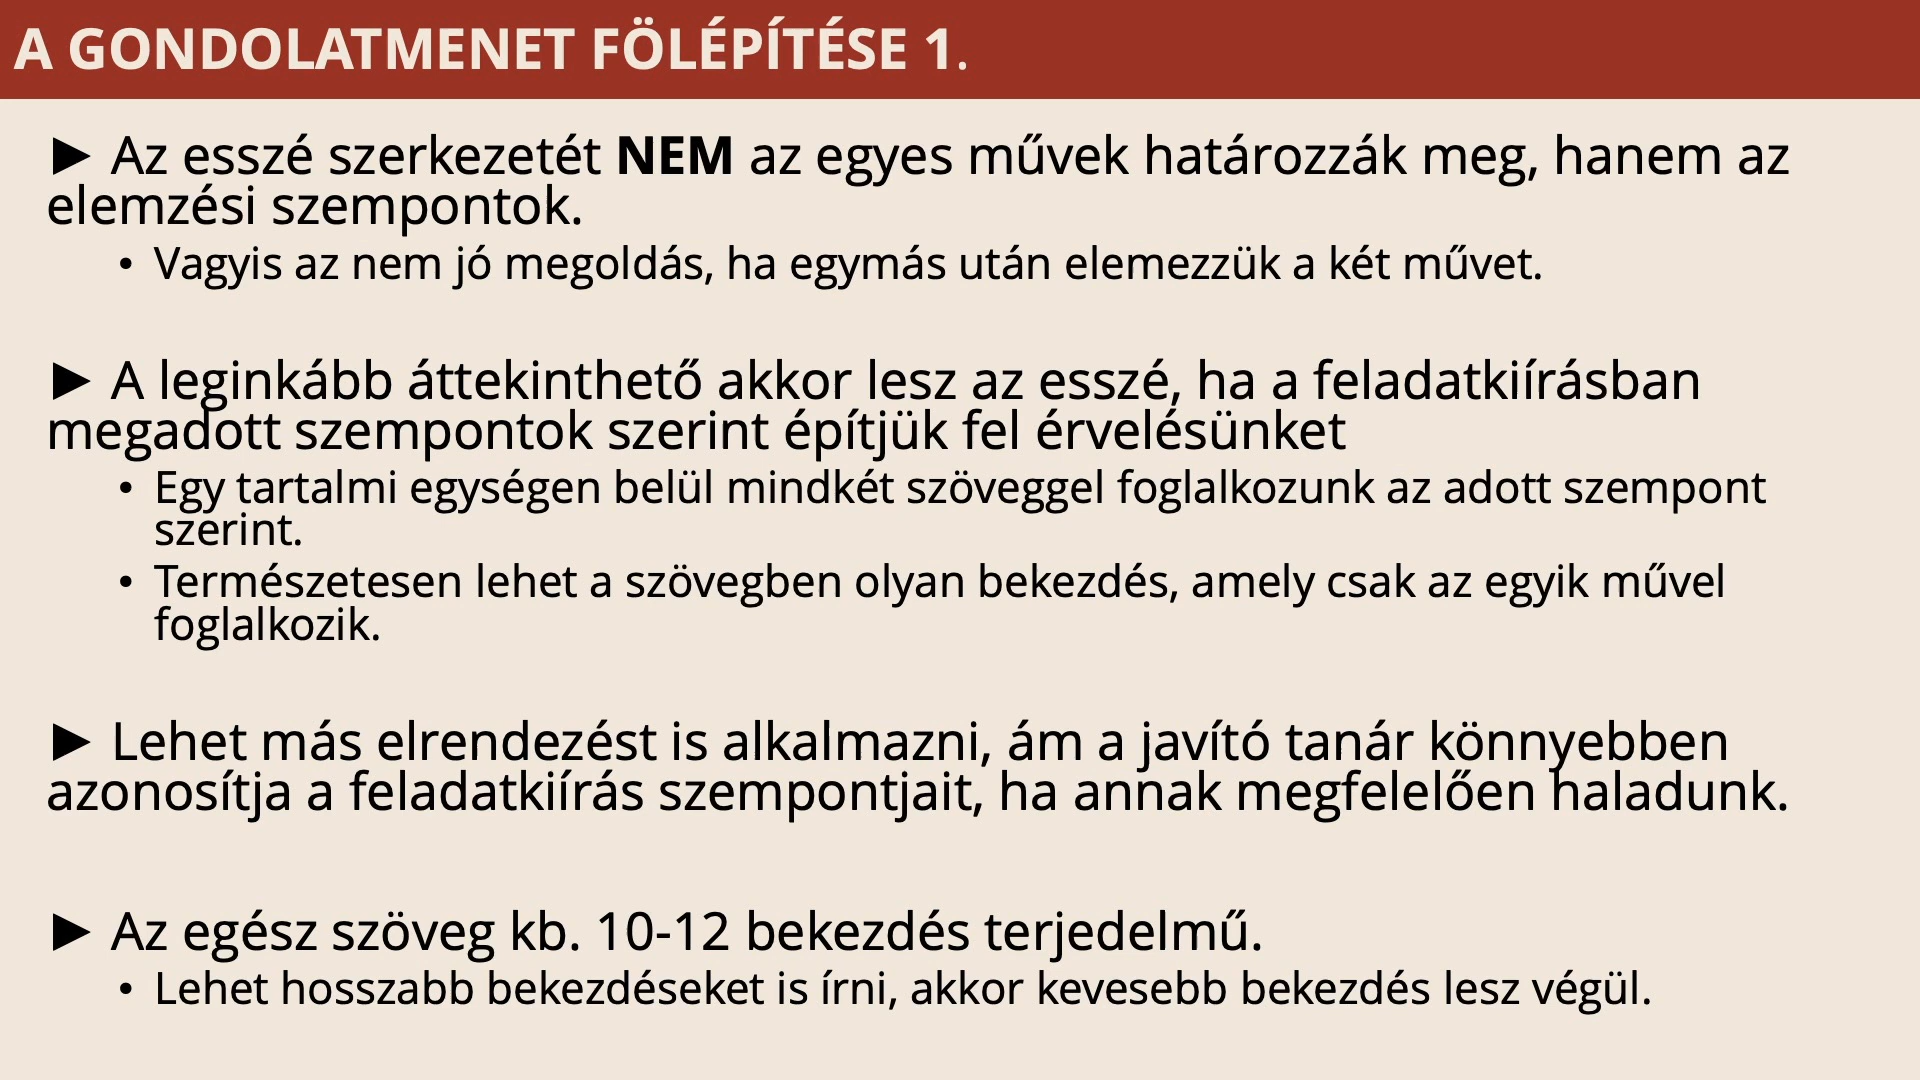 A GONDOLATMENET FÖLÉPÍTÉSE 1.
► Az esszé szerkezetét NEM az egyes művek határozzák meg, hanem az
elemzési szempontok.
• Vagyis az nem jó megoldás, ha egymás után elemezzük a két művet.
► A leginkább áttekinthető akkor lesz az esszé, ha a feladatkiírásban
megadott szempontok szerint építjük fel érvelésünket
• Egy tartalmi egységen belül mindkét szöveggel foglalkozunk az adott szempont
szerint.
• Természetesen lehet a szövegben olyan bekezdés, amely csak az egyik művel
foglalkozik.
► Lehet más elrendezést is alkalmazni, ám a javító tanár könnyebben
azonosítja a feladatkiírás szempontjait, ha annak megfelelően haladunk.
► Az egész szöveg kb. 10-12 bekezdés terjedelmű.
• Lehet hosszabb bekezdéseket is írni, akkor kevesebb bekezdés lesz végül.